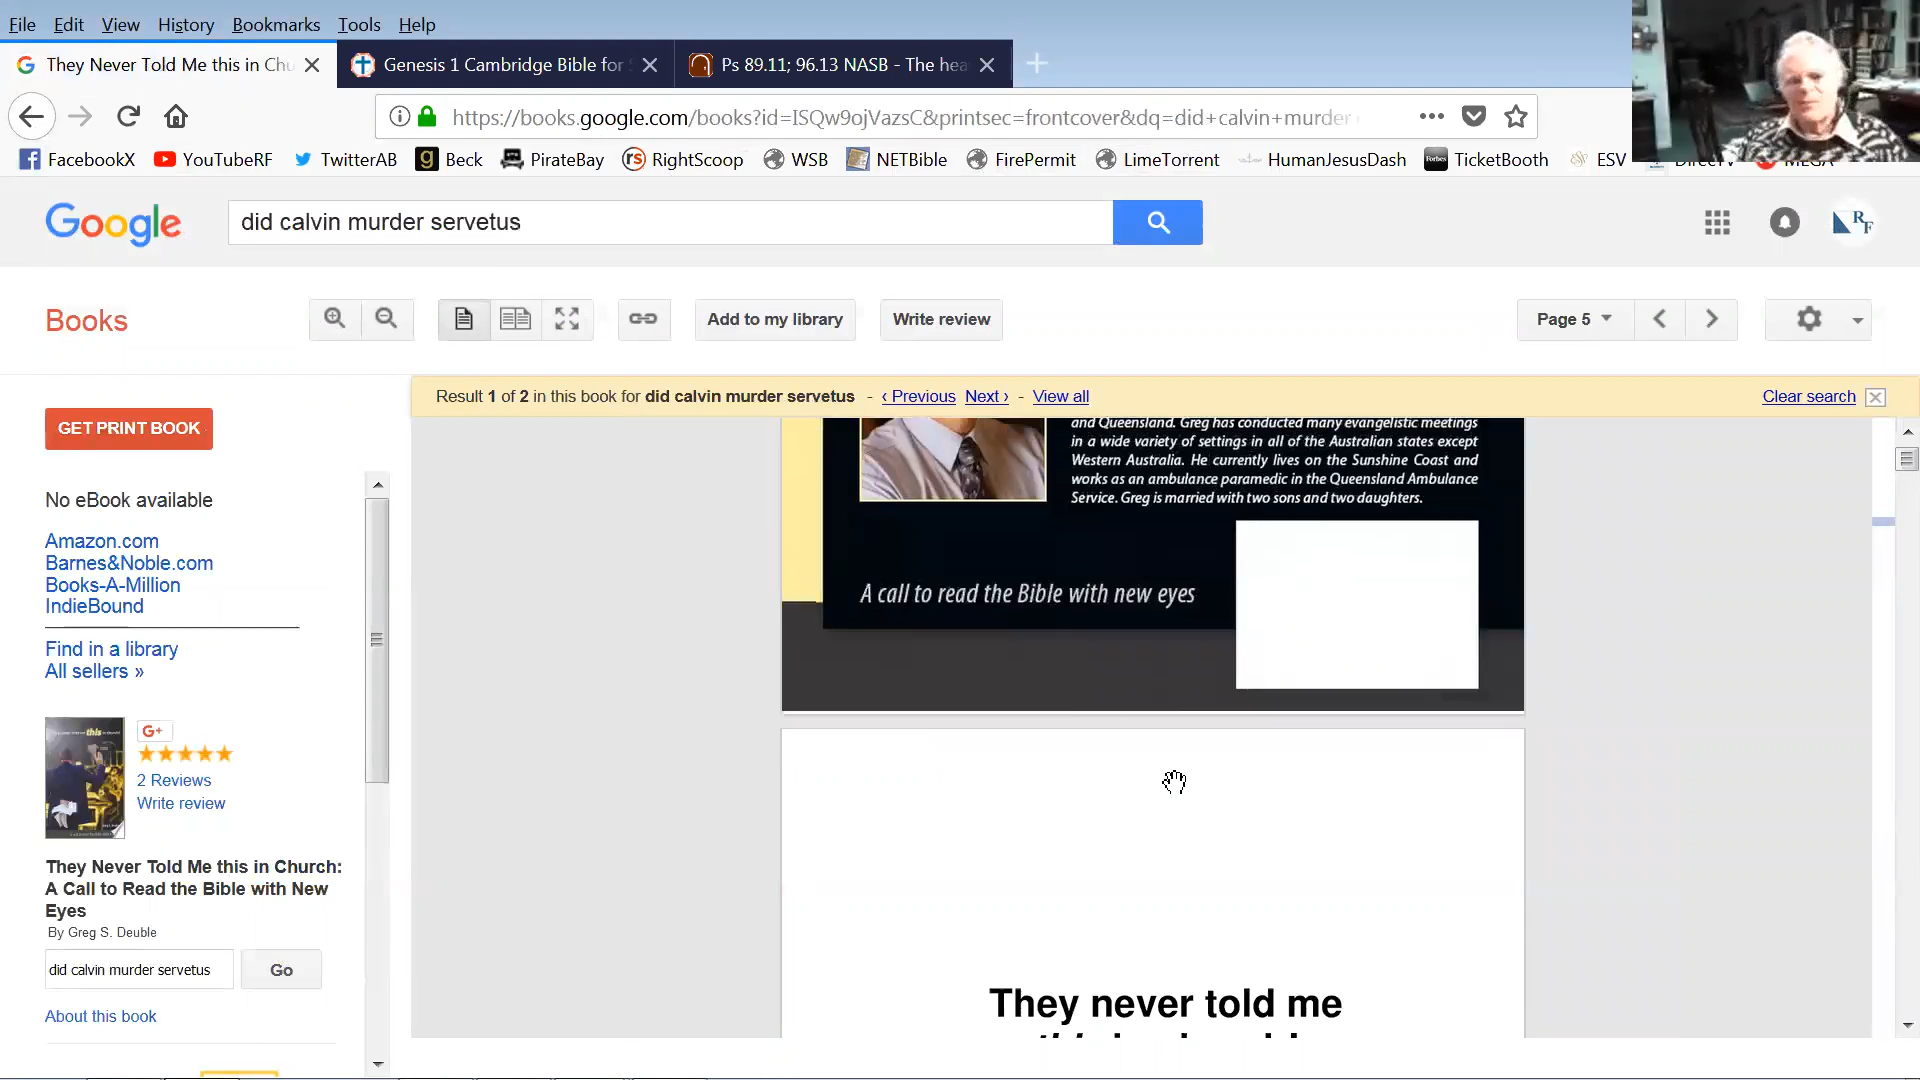 File Edit View History Bookmarks Tools Help
They Never Told Me this in Chu
Genesis 1 Cambridge Bible for
Ps 89.11; 96.13 NASB - The hea
https://books.google.com/books?id=ISQw9ojVazsC&printsec=frontcover&dq=did+calvin+murder
FacebookX YouTubeRF TwitterAB Beck PirateBay RightScoop WSB NETBible FirePermit LimeTorrent HumanJesusDash TicketBooth ESV
Google
did calvin murder servetus
RF
Books
Add to my library
Write review
Page 5
Result 1 of 2 in this book for did calvin murder servetus - ‹ Previous Next › - View all
Clear search
GET PRINT BOOK
No eBook available
Amazon.com
Barnes&Noble.com
Books-A-Million
IndieBound
Find in a library
All sellers »
G+
2 Reviews
Write review
They Never Told Me this in Church:
A Call to Read the Bible with New
Eyes
By Greg S. Deuble
did calvin murder servetus
Go
About this book
and Queensland. Greg has conducted many evangelistic meetings
in a wide variety of settings in all of the Australian states except
Western Australia. He currently lives on the Sunshine Coast and
works as an ambulance paramedic in the Queensland Ambulance
Service. Greg is married with two sons and two daughters.
A call to read the Bible with new eyes
They never told me